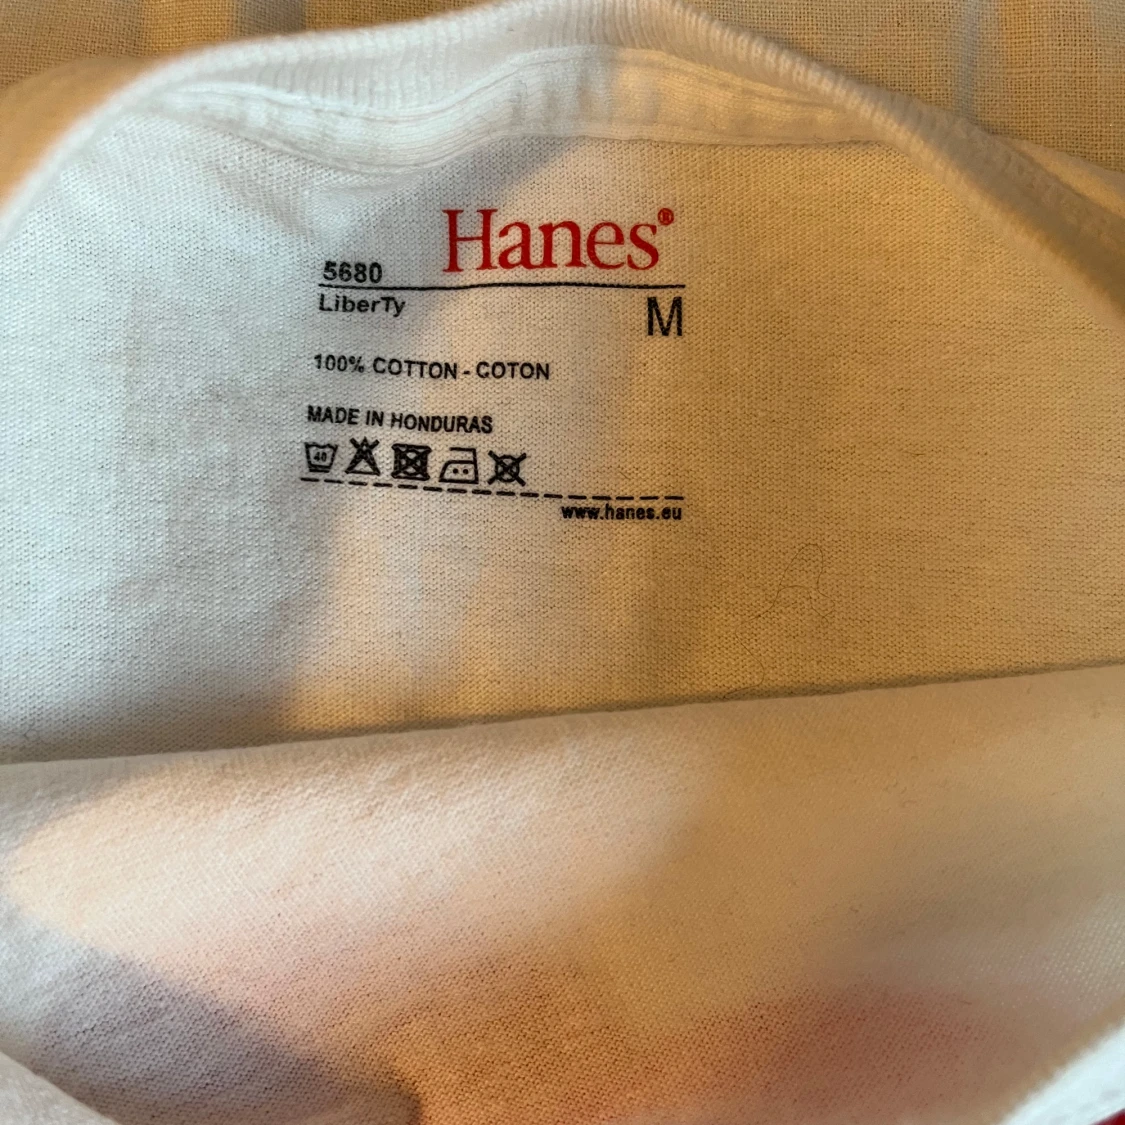 Hanes®
5680
LiberTy
M
100% COTTON - COTON
MADE IN HONDURAS
40
www.hanes.eu